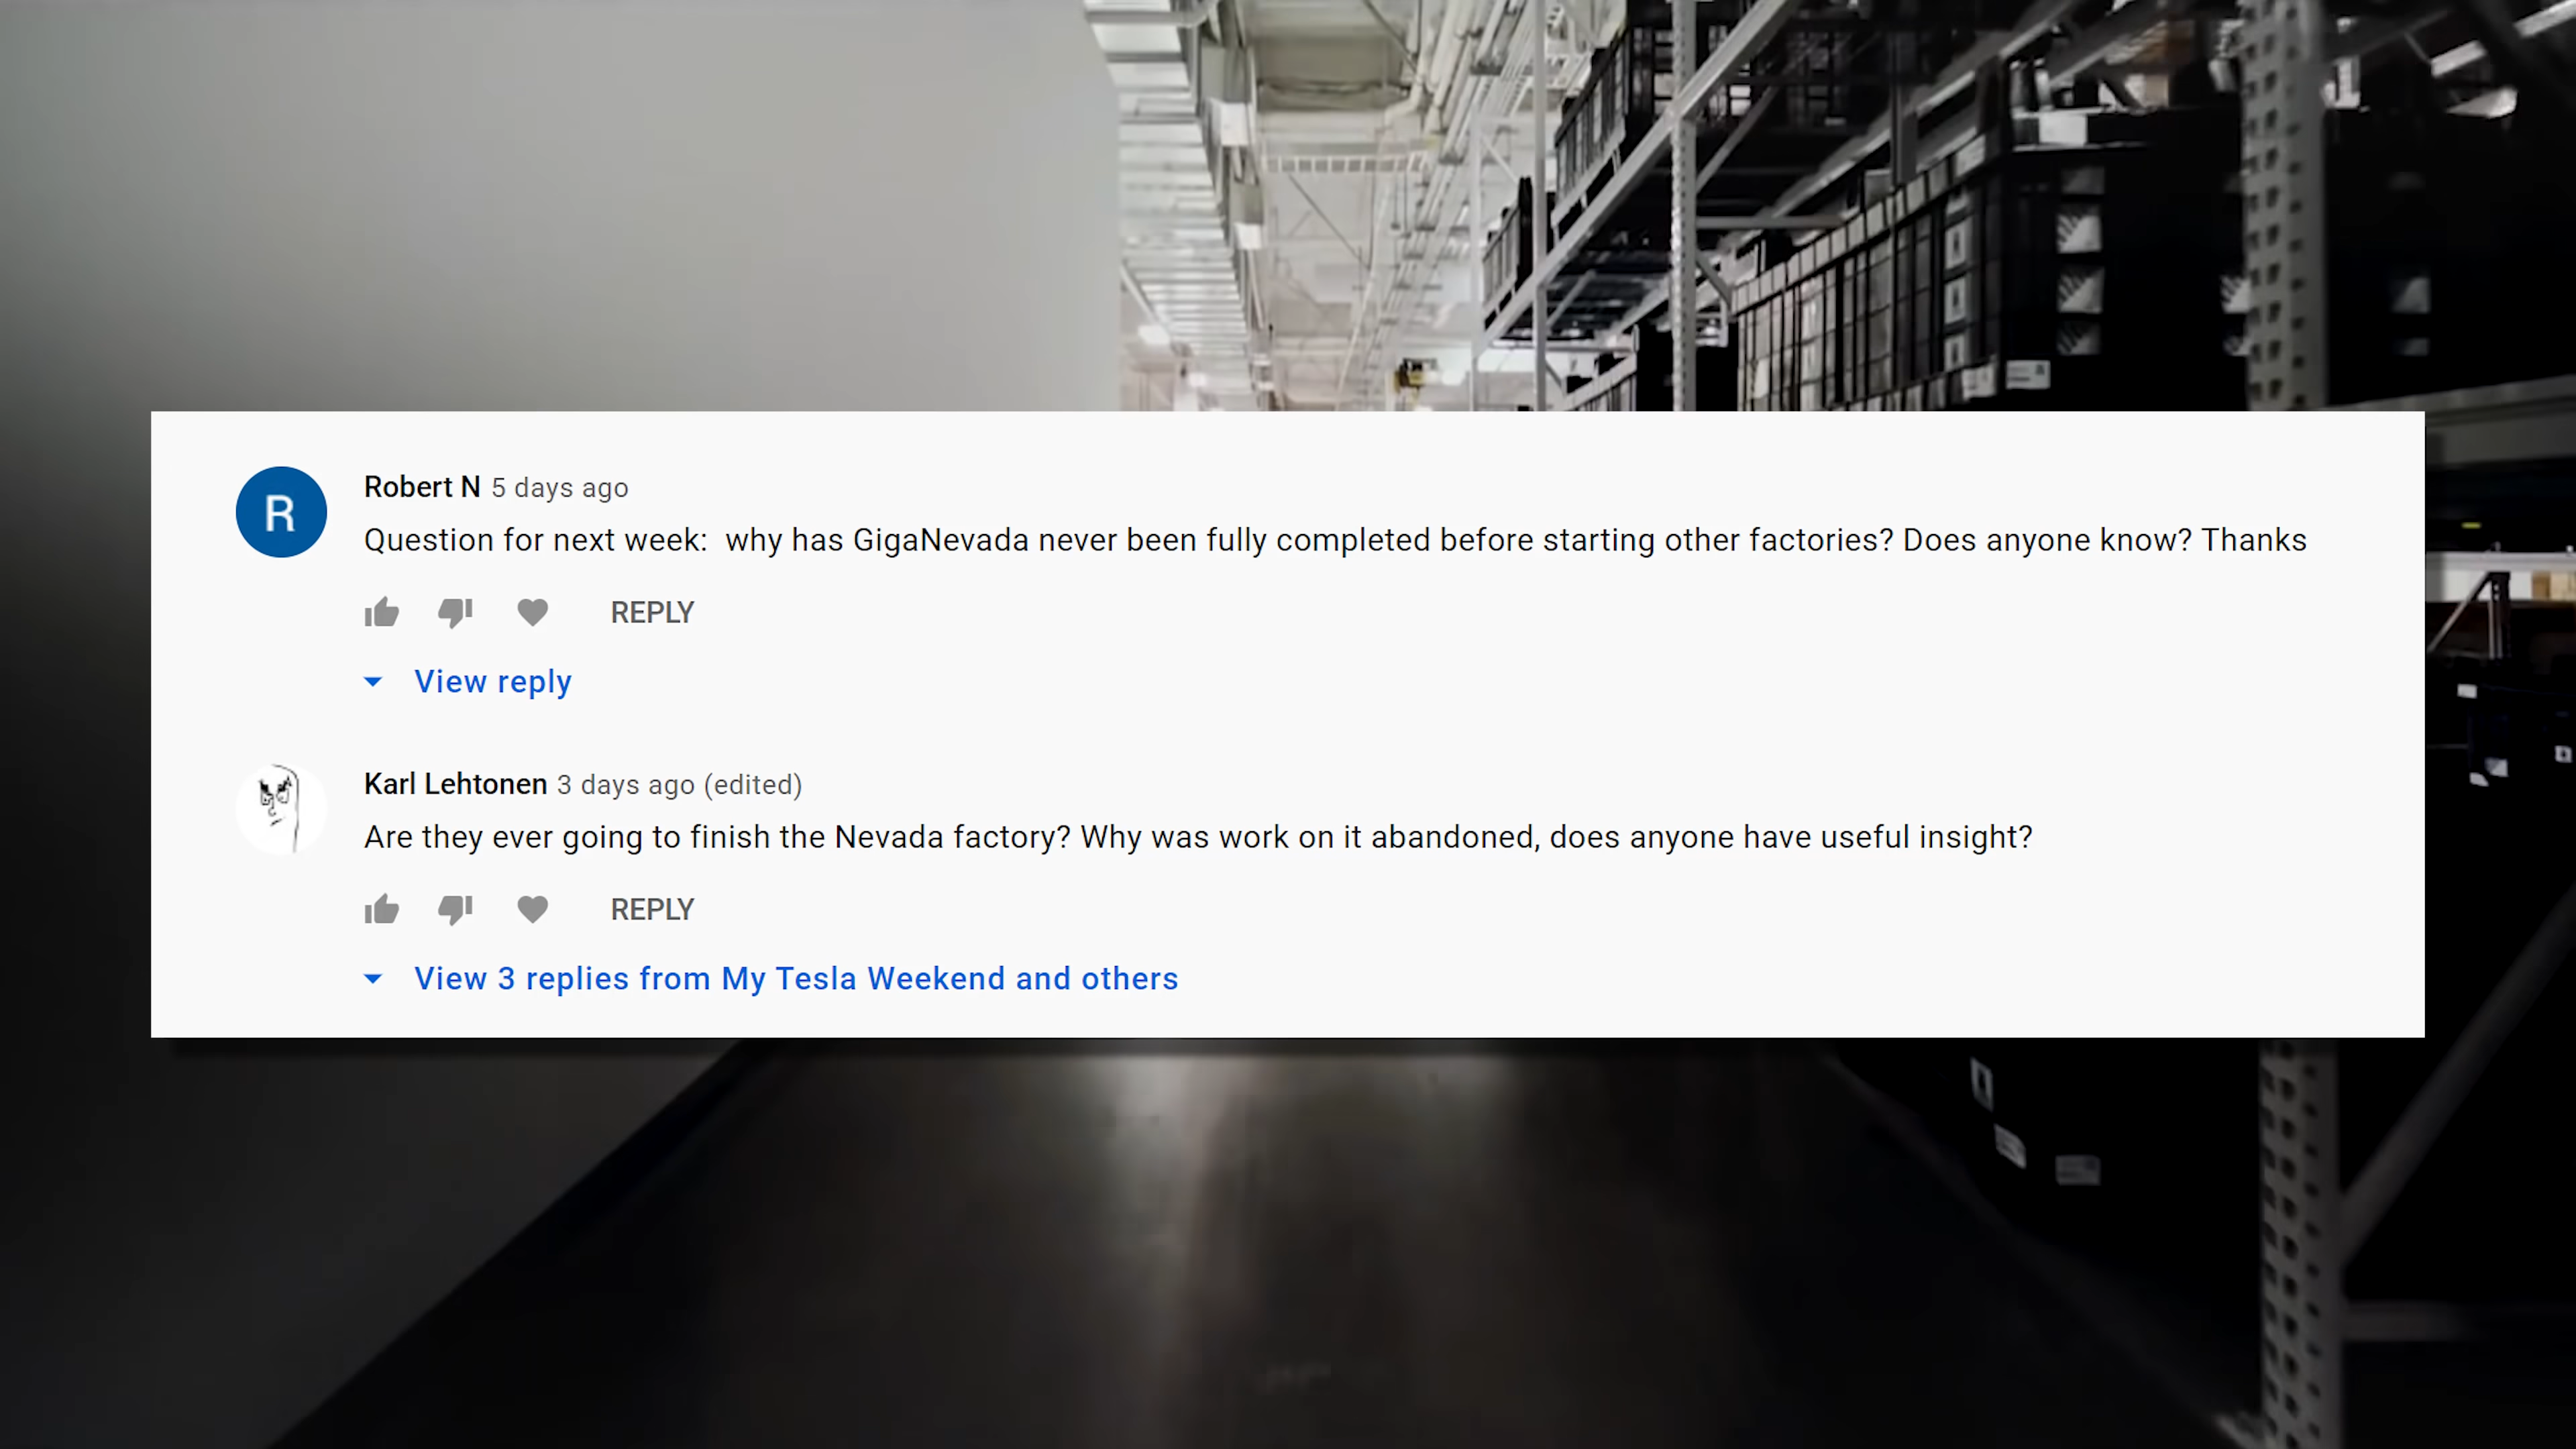 R
Robert N 5 days ago
Question for next week:  why has GigaNevada never been fully completed before starting other factories? Does anyone know? Thanks
REPLY
View reply
Karl Lehtonen 3 days ago (edited)
Are they ever going to finish the Nevada factory? Why was work on it abandoned, does anyone have useful insight?
REPLY
View 3 replies from My Tesla Weekend and others